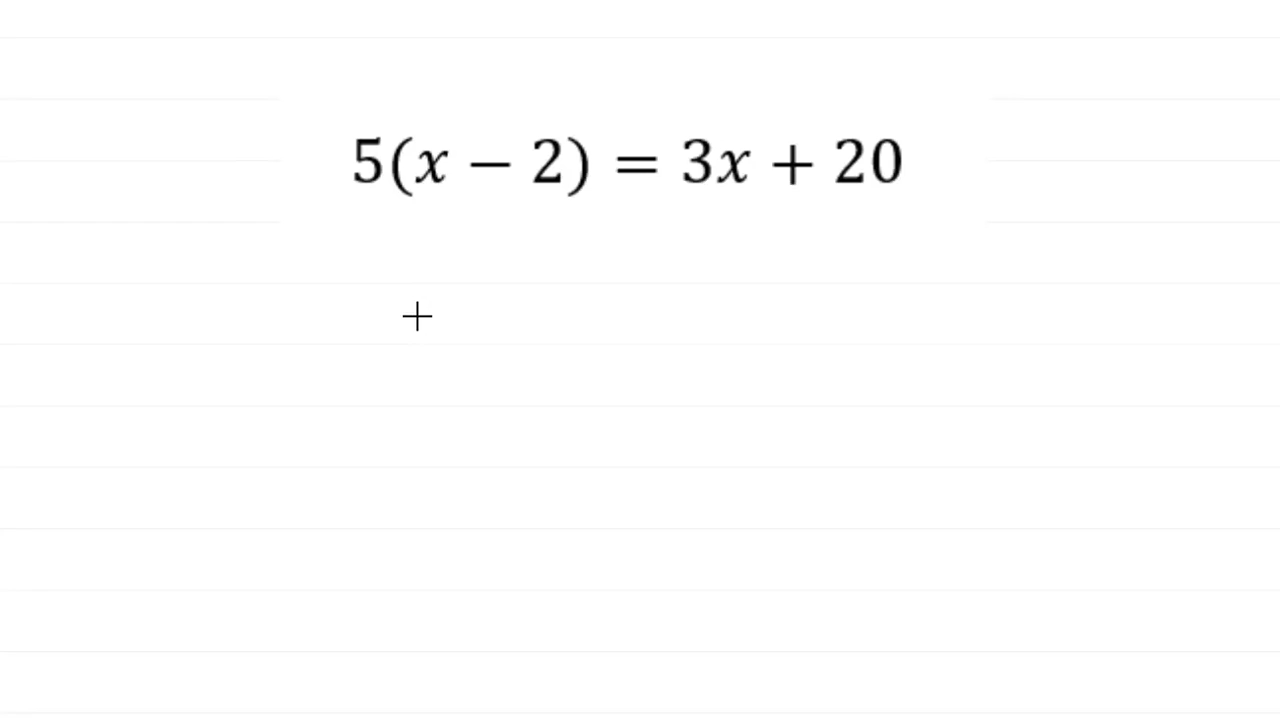 5(x − 2) = 3x + 20